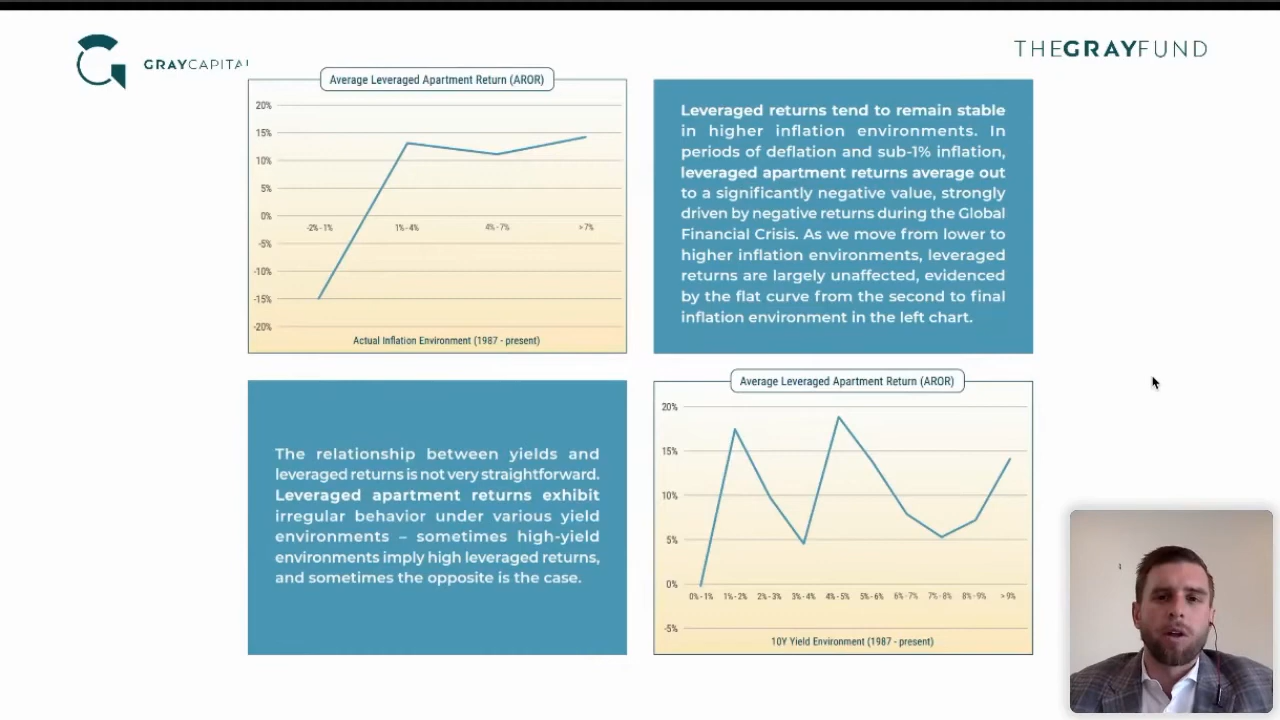 GRAYCAPITAL
THEGRAYFUND
Average Leveraged Apartment Return (AROR)
20%
15%
10%
5%
0%
-2% - 1%
1% - 4%
4% - 7%
> 7%
-5%
-10%
-15%
-20%
Actual Inflation Environment (1987 - present)
Leveraged returns tend to remain stable
in higher inflation environments. In
periods of deflation and sub-1% inflation,
leveraged apartment returns average out
to a significantly negative value, strongly
driven by negative returns during the Global
Financial Crisis. As we move from lower to
higher inflation environments, leveraged
returns are largely unaffected, evidenced
by the flat curve from the second to final
inflation environment in the left chart.
The relationship between yields and
leveraged returns is not very straightforward.
Leveraged apartment returns exhibit
irregular behavior under various yield
environments – sometimes high-yield
environments imply high leveraged returns,
and sometimes the opposite is the case.
Average Leveraged Apartment Return (AROR)
20%
15%
10%
5%
0%
0% - 1%
1% - 2%
2% - 3%
3% - 4%
4% - 5%
5% - 6%
6% - 7%
7% - 8%
8% - 9%
> 9%
-5%
10Y Yield Environment (1987 - present)